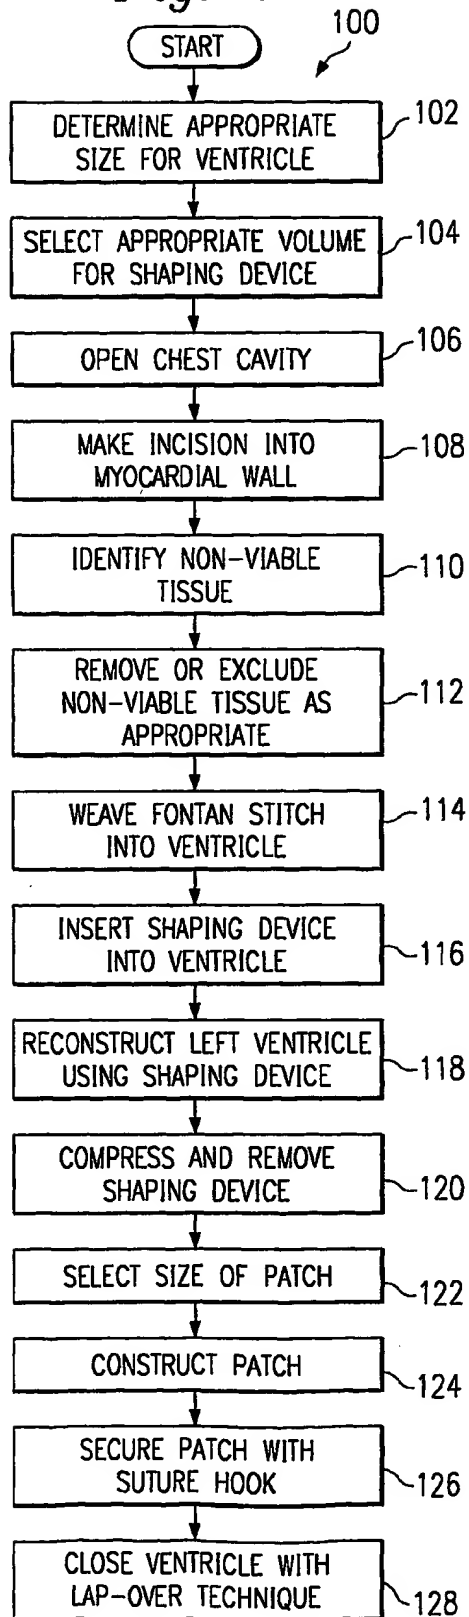 100
START
DETERMINE APPROPRIATE
SIZE FOR VENTRICLE
102
SELECT APPROPRIATE VOLUME
FOR SHAPING DEVICE
104
OPEN CHEST CAVITY
106
MAKE INCISION INTO
MYOCARDIAL WALL
108
IDENTIFY NON-VIABLE
TISSUE
110
REMOVE OR EXCLUDE
NON-VIABLE TISSUE AS
APPROPRIATE
112
WEAVE FONTAN STITCH
INTO VENTRICLE
114
INSERT SHAPING DEVICE
INTO VENTRICLE
116
RECONSTRUCT LEFT VENTRICLE
USING SHAPING DEVICE
118
COMPRESS AND REMOVE
SHAPING DEVICE
120
SELECT SIZE OF PATCH
122
CONSTRUCT PATCH
124
SECURE PATCH WITH
SUTURE HOOK
126
CLOSE VENTRICLE WITH
LAP-OVER TECHNIQUE
128